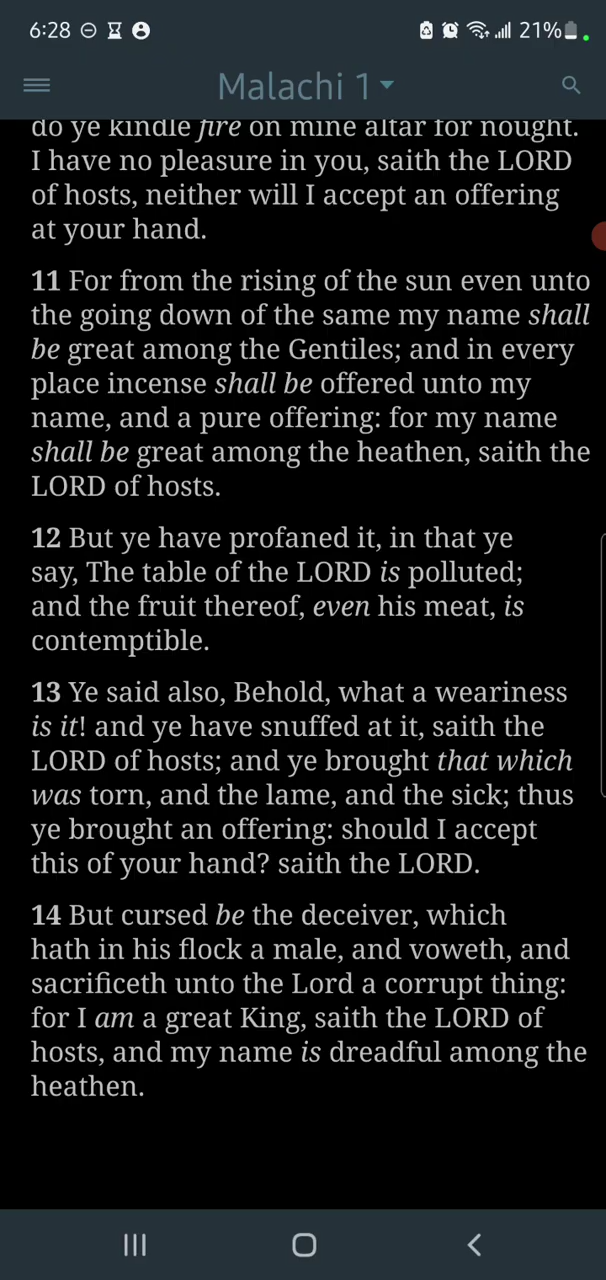 6:28 21%
Malachi 1
do ye kindle fire on mine altar for nought.
I have no pleasure in you, saith the LORD
of hosts, neither will I accept an offering
at your hand.
11 For from the rising of the sun even unto
the going down of the same my name shall
be great among the Gentiles; and in every
place incense shall be offered unto my
name, and a pure offering: for my name
shall be great among the heathen, saith the
LORD of hosts.
12 But ye have profaned it, in that ye
say, The table of the LORD is polluted;
and the fruit thereof, even his meat, is
contemptible.
13 Ye said also, Behold, what a weariness
is it! and ye have snuffed at it, saith the
LORD of hosts; and ye brought that which
was torn, and the lame, and the sick; thus
ye brought an offering: should I accept
this of your hand? saith the LORD.
14 But cursed be the deceiver, which
hath in his flock a male, and voweth, and
sacrificeth unto the Lord a corrupt thing:
for I am a great King, saith the LORD of
hosts, and my name is dreadful among the
heathen.